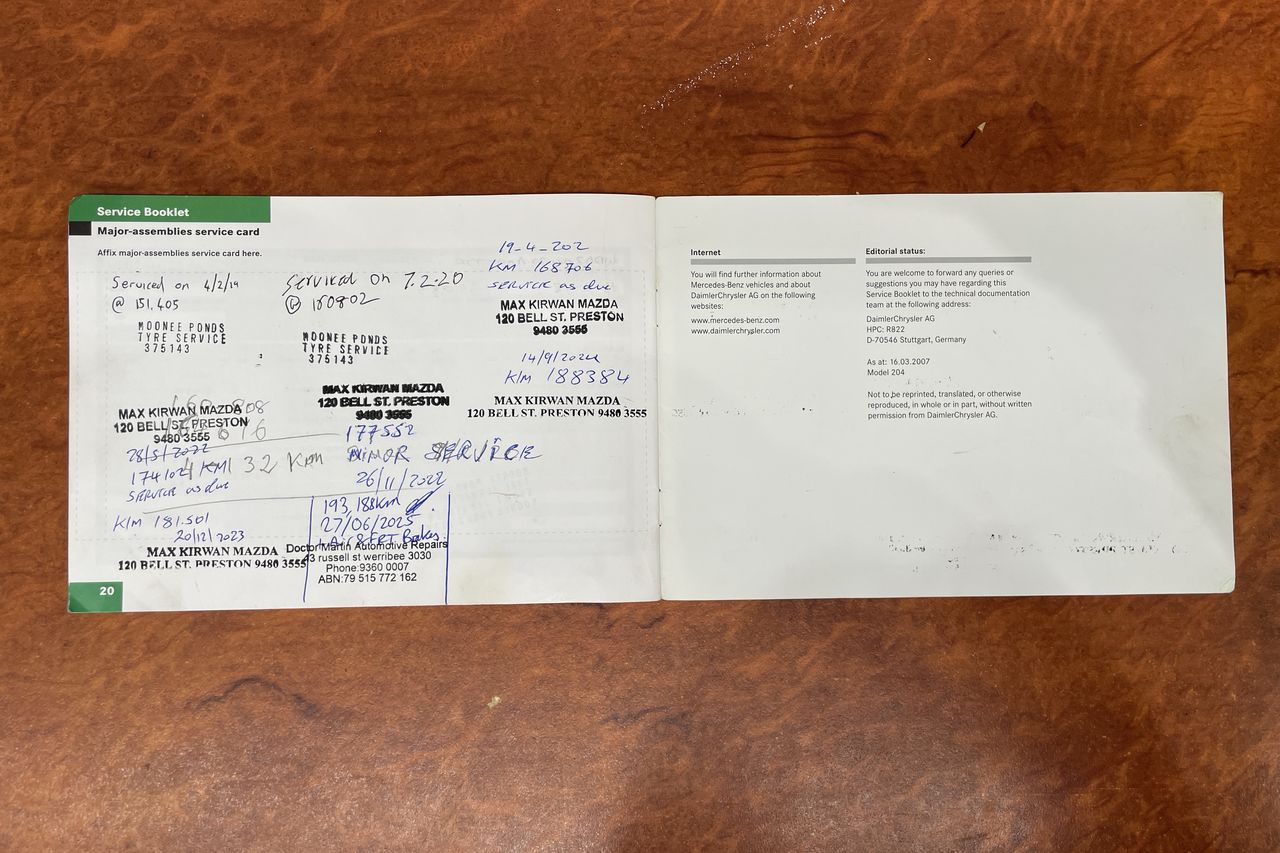 Service Booklet
Major-assemblies service card
Affix major-assemblies service card here.
Serviced on 4/2/19
@ 151,405
MOONEE PONDS
TYRE SERVICE
375143
Serviced on 7.2.20
@ 160802
MOONEE PONDS
TYRE SERVICE
375143
19-4-202
KM 168706
SERVICE as due
MAX KIRWAN MAZDA
120 BELL ST. PRESTON
9480 3555
14/9/2024
KIM 188384
MAX KIRWAN MAZDA
120 BELL ST. PRESTON 9480 3555
MAX KIRWAN MAZDA
120 BELL ST. PRESTON
9480 3555
28/5/2022
SERVICE as due
32 Km
MAX KIRWAN MAZDA
120 BELL ST. PRESTON
9480 3555
177552
MINOR SERVICE
26/11/2022
KIM 181.501
20/12/2023
MAX KIRWAN MAZDA
120 BELL ST. PRESTON 9480 3555
193,188km
27/06/2025
& FRT Brakes
Doctor Martin Automotive Repairs
43 russell st werribee 3030
Phone:9360 0007
ABN:79 515 772 162
20
Internet
You will find further information about
Mercedes-Benz vehicles and about
DaimlerChrysler AG on the following
websites:
www.mercedes-benz.com
www.daimlerchrysler.com
Editorial status:
You are welcome to forward any queries or
suggestions you may have regarding this
Service Booklet to the technical documentation
team at the following address:
DaimlerChrysler AG
HPC: R822
D-70546 Stuttgart, Germany
As at: 16.03.2007
Model 204
Not to be reprinted, translated, or otherwise
reproduced, in whole or in part, without written
permission from DaimlerChrysler AG.